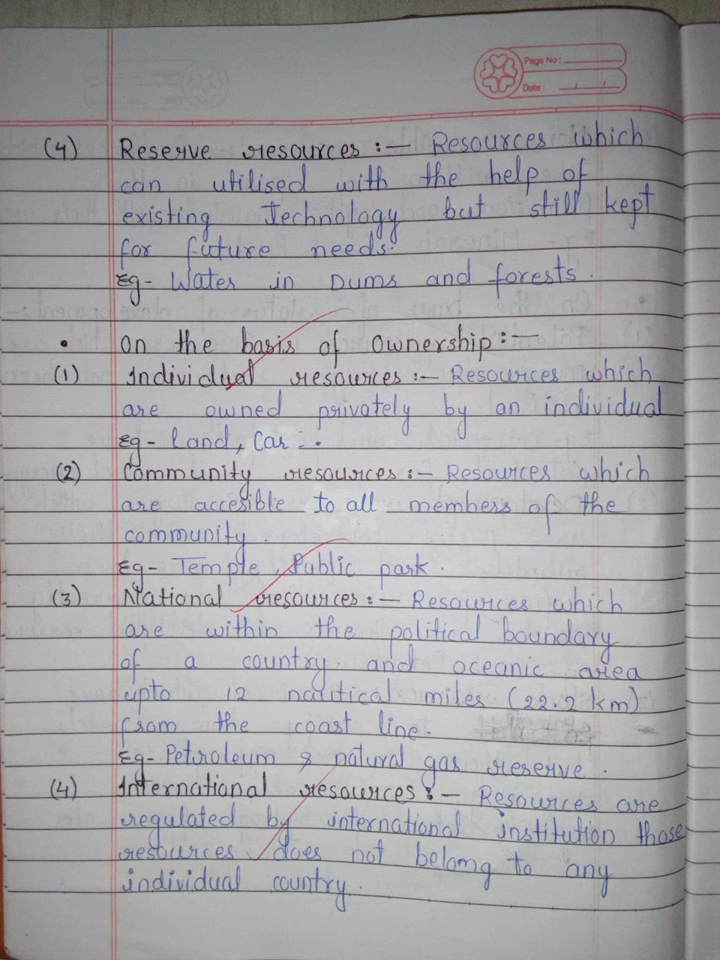 Page No :
Date :
(4) Reserve resources :- Resources which
can utilised with the help of
existing Technology but still kept
for future needs.
Eg- Water in Dums and forests.
• On the basis of Ownership :-
(1) Individual resources :- Resources which
are owned privately by an individual
Eg- land, Car :.
(2) Community resources :- Resources which
are accesible to all members of the
community.
Eg- Temple, Public park.
(3) National resources :- Resources which
are within the political boundary
of a country and oceanic area
upto 12 nautical miles (22.2 km)
from the coast line.
Eg- Petroleum & natural gas reserve.
(4) International resources :- Resources are
regulated by international institution those
resources does not belong to any
individual country.